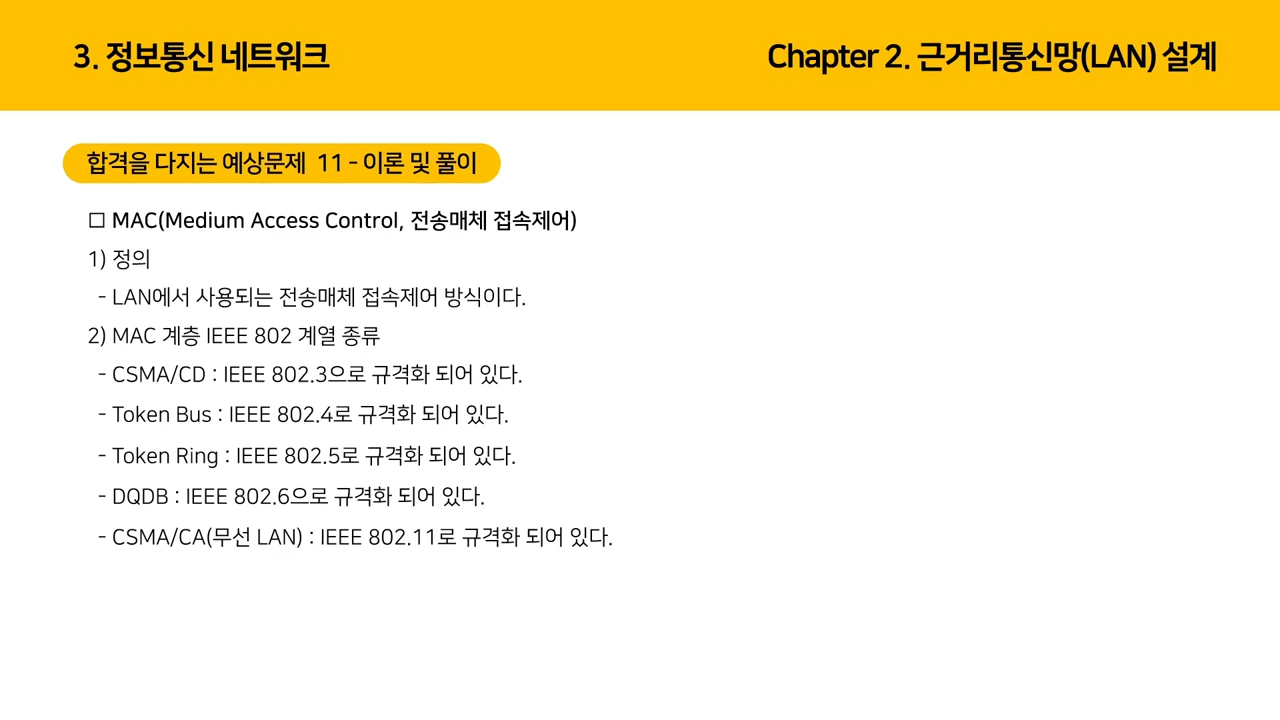 3. 정보통신 네트워크
Chapter 2. 근거리통신망(LAN) 설계
합격을 다지는 예상문제 11 - 이론 및 풀이
□ MAC(Medium Access Control, 전송매체 접속제어)
1) 정의
- LAN에서 사용되는 전송매체 접속제어 방식이다.
2) MAC 계층 IEEE 802 계열 종류
- CSMA/CD : IEEE 802.3으로 규격화 되어 있다.
- Token Bus : IEEE 802.4로 규격화 되어 있다.
- Token Ring : IEEE 802.5로 규격화 되어 있다.
- DQDB : IEEE 802.6으로 규격화 되어 있다.
- CSMA/CA(무선 LAN) : IEEE 802.11로 규격화 되어 있다.